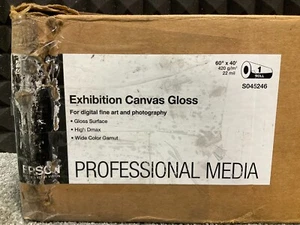 60" x 40'
420 g/m²
22 mil
1
ROLL
S045246
Exhibition Canvas Gloss
For digital fine art and photography
• Gloss Surface
• High Dmax
• Wide Color Gamut
EPSON
PROFESSIONAL MEDIA